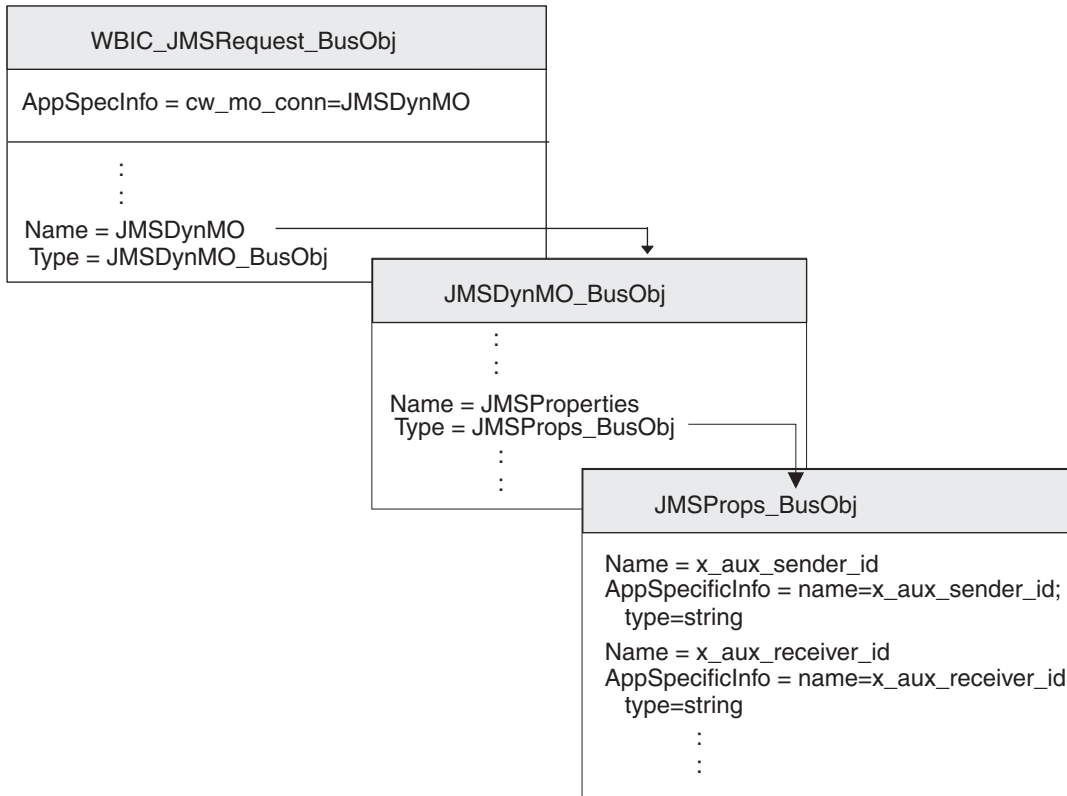 WBIC_JMSRequest_BusObj
AppSpecInfo = cw_mo_conn=JMSDynMO
:
:
Name = JMSDynMO
Type = JMSDynMO_BusObj
JMSDynMO_BusObj
:
:
Name = JMSProperties
Type = JMSProps_BusObj
:
:
JMSProps_BusObj
Name = x_aux_sender_id
AppSpecificInfo = name=x_aux_sender_id;
type=string
Name = x_aux_receiver_id
AppSpecificInfo = name=x_aux_receiver_id
type=string
:
: